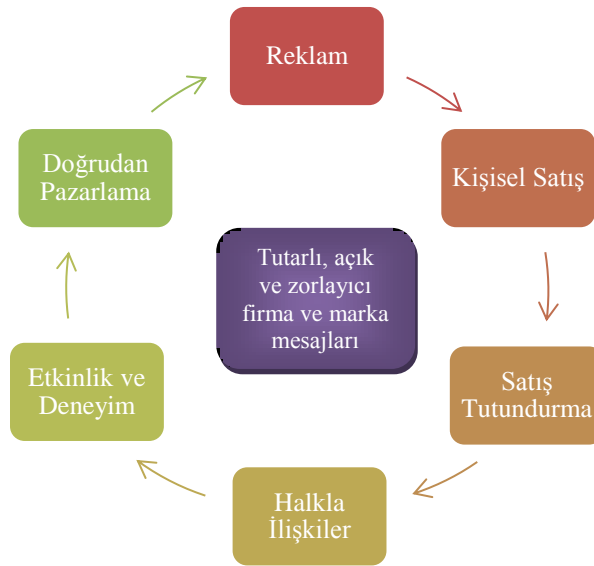 Reklam
Kişisel Satış
Satış
Tutundurma
Halkla
İlişkiler
Etkinlik ve
Deneyim
Doğrudan
Pazarlama
Tutarlı, açık
ve zorlayıcı
firma ve marka
mesajları